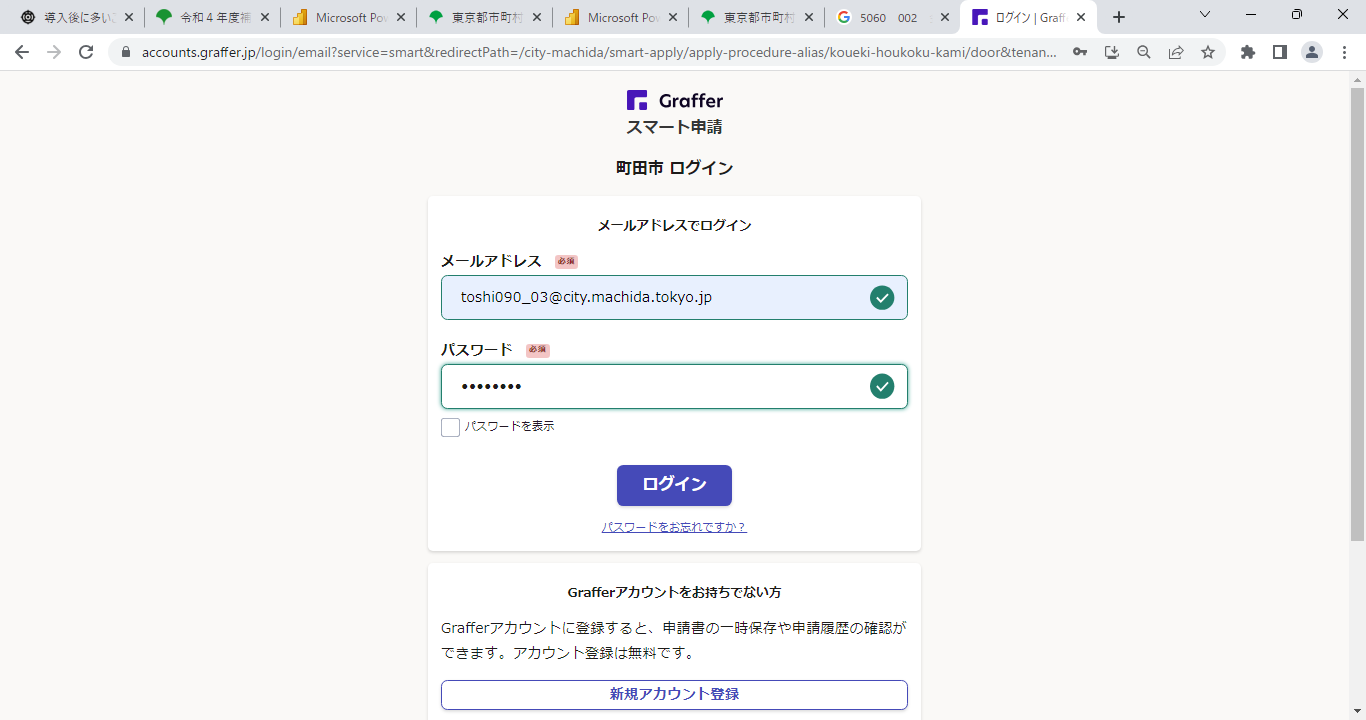 導入後に多い
令和４年度補
Microsoft Pow
東京都市町村
Microsoft Pow
東京都市町村
5060　002
ログイン | Graff
accounts.graffer.jp/login/email?service=smart&redirectPath=/city-machida/smart-apply/apply-procedure-alias/koueki-houkoku-kami/door&tenan...
Graffer
スマート申請
町田市 ログイン
メールアドレスでログイン
メールアドレス 必須
toshi090_03@city.machida.tokyo.jp
パスワード 必須
••••••••
パスワードを表示
ログイン
パスワードをお忘れですか？
Grafferアカウントをお持ちでない方
Grafferアカウントに登録すると、申請書の一時保存や申請履歴の確認が
できます。アカウント登録は無料です。
新規アカウント登録